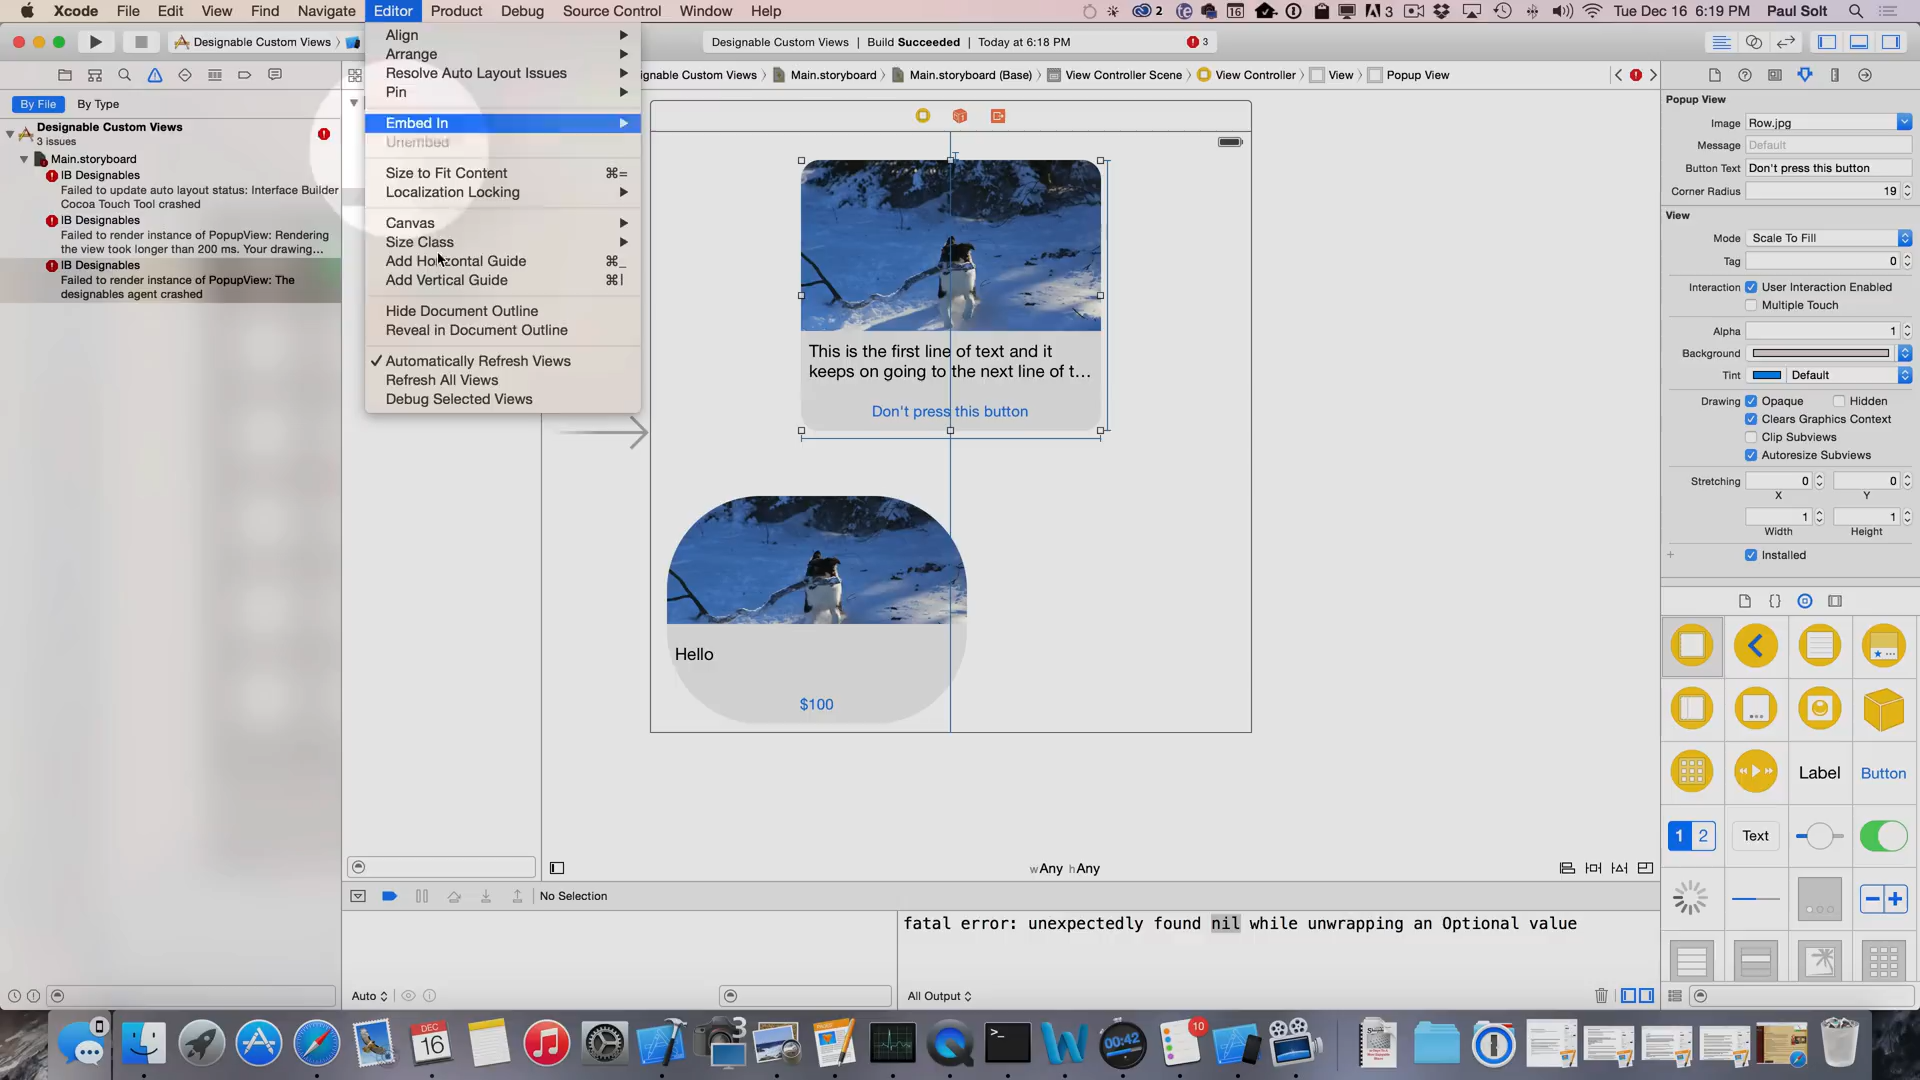 Xcode File Edit View Find Navigate Editor Product Debug Source Control Window Help
2 16 3 Tue Dec 16 6:19 PM Paul Solt
Designable Custom Views
Designable Custom Views | Build Succeeded | Today at 6:18 PM
3
gnable Custom Views Main.storyboard Main.storyboard (Base) View Controller Scene View Controller View Popup View
By File By Type
Designable Custom Views
3 issues
Main.storyboard
IB Designables
Failed to update auto layout status: Interface Builder
Cocoa Touch Tool crashed
IB Designables
Failed to render instance of PopupView: Rendering
the view took longer than 200 ms. Your drawing...
IB Designables
Failed to render instance of PopupView: The
designables agent crashed
Align
Arrange
Resolve Auto Layout Issues
Pin
Embed In
Unembed
Size to Fit Content ⌘=
Localization Locking
Canvas
Size Class
Add Horizontal Guide ⌘_
Add Vertical Guide ⌘|
Hide Document Outline
Reveal in Document Outline
✓ Automatically Refresh Views
Refresh All Views
Debug Selected Views
This is the first line of text and it
keeps on going to the next line of t...
Don't press this button
Hello
$100
wAny hAny
No Selection
fatal error: unexpectedly found nil while unwrapping an Optional value
Auto
All Output
Popup View
Image Row.jpg
Message Default
Button Text Don't press this button
Corner Radius 19
View
Mode Scale To Fill
Tag 0
Interaction User Interaction Enabled
Multiple Touch
Alpha 1
Background
Tint Default
Drawing Opaque Hidden
Clears Graphics Context
Clip Subviews
Autoresize Subviews
Stretching 0 0
X Y
1 1
Width Height
Installed
Label Button
1 2 Text
DEC
16
3
00:42
10